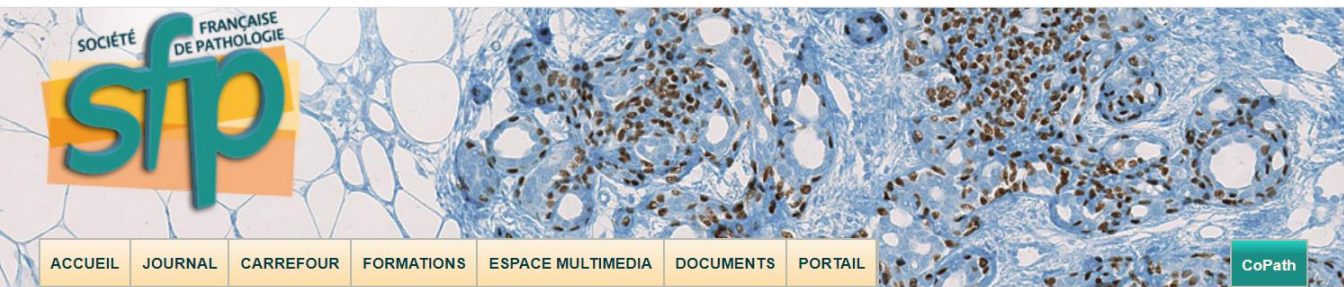 SOCIÉTÉ FRANÇAISE
DE PATHOLOGIE
sfp
ACCUEIL JOURNAL CARREFOUR FORMATIONS ESPACE MULTIMEDIA DOCUMENTS PORTAIL CoPath